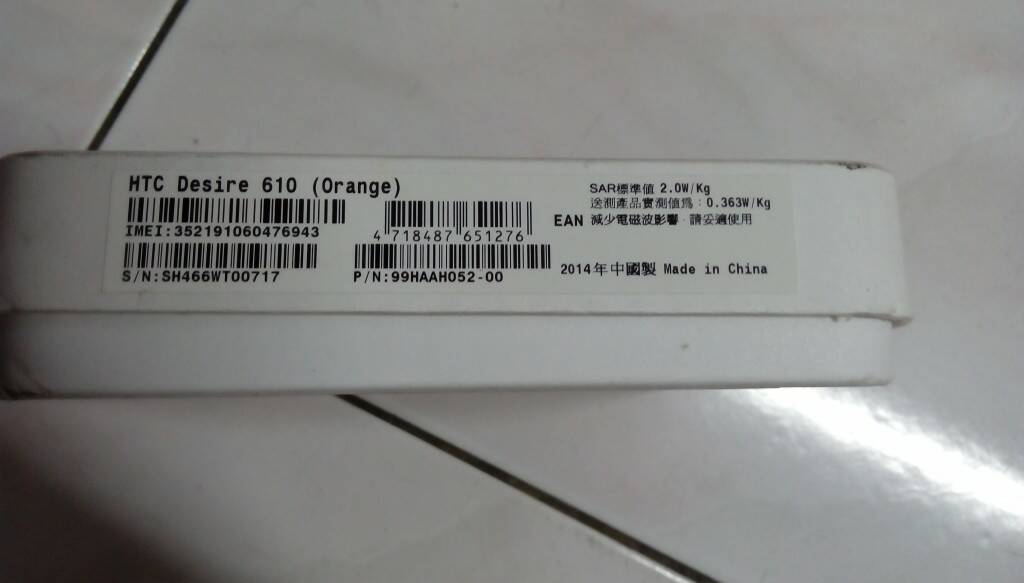 HTC Desire 610 (Orange)
IMEI:352191060476943
S/N:SH466WT00717
4 718487 651276
EAN
P/N:99HAAH052-00
SAR標準值 2.0W/Kg
送測產品實測值為：0.363W/Kg
減少電磁波影響，請妥適使用
2014年中國製 Made in China